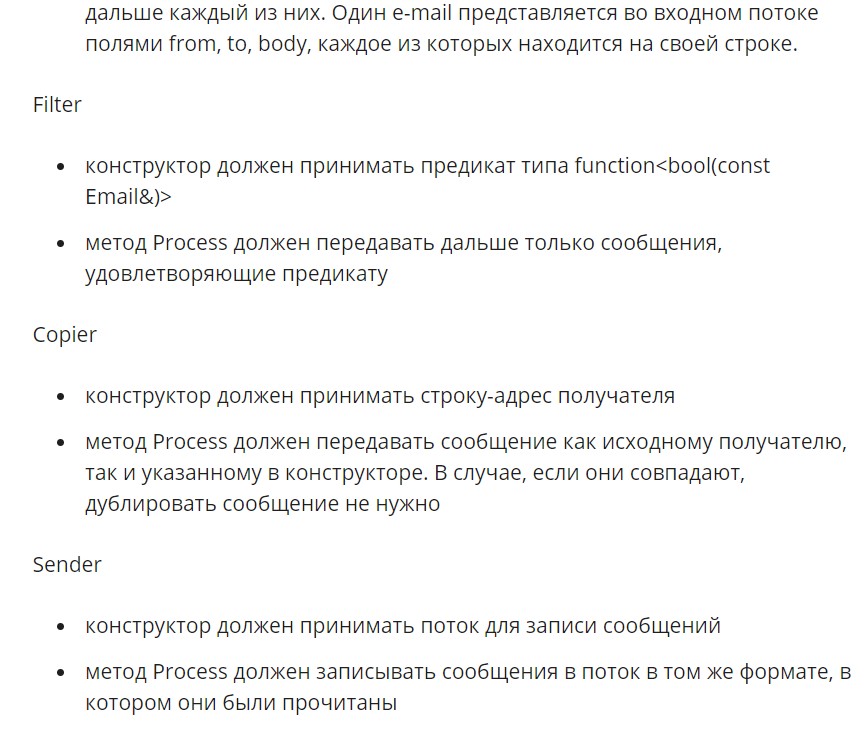 дальше каждый из них. Один e-mail представляется во входном потоке
полями from, to, body, каждое из которых находится на своей строке.
Filter
• конструктор должен принимать предикат типа function<bool(const
Email&)>
• метод Process должен передавать дальше только сообщения,
удовлетворяющие предикату
Copier
• конструктор должен принимать строку-адрес получателя
• метод Process должен передавать сообщение как исходному получателю,
так и указанному в конструкторе. В случае, если они совпадают,
дублировать сообщение не нужно
Sender
• конструктор должен принимать поток для записи сообщений
• метод Process должен записывать сообщения в поток в том же формате, в
котором они были прочитаны